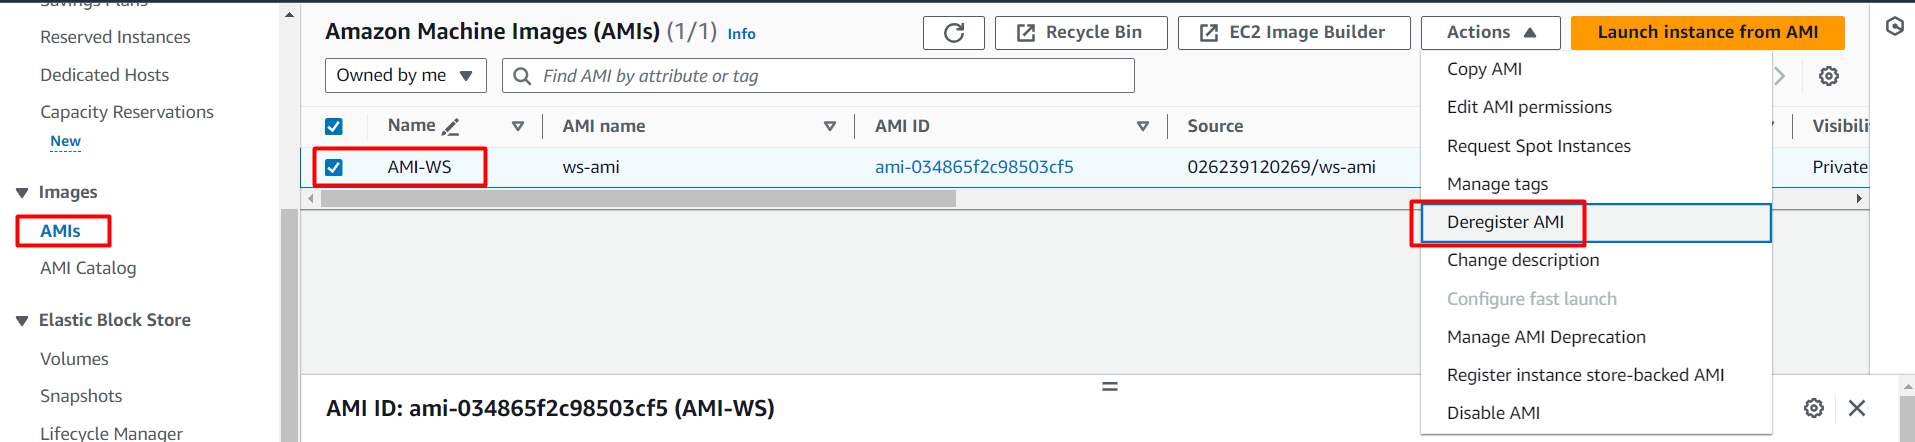 Savings Plans
Reserved Instances
Dedicated Hosts
Capacity Reservations
New
Images
AMIs
AMI Catalog
Elastic Block Store
Volumes
Snapshots
Lifecycle Manager
Amazon Machine Images (AMIs) (1/1) Info
Recycle Bin
EC2 Image Builder
Actions
Launch instance from AMI
Owned by me
Find AMI by attribute or tag
Name AMI name AMI ID Source Visibili
AMI-WS ws-ami ami-034865f2c98503cf5 026239120269/ws-ami Private
Copy AMI
Edit AMI permissions
Request Spot Instances
Manage tags
Deregister AMI
Change description
Configure fast launch
Manage AMI Deprecation
Register instance store-backed AMI
Disable AMI
AMI ID: ami-034865f2c98503cf5 (AMI-WS)